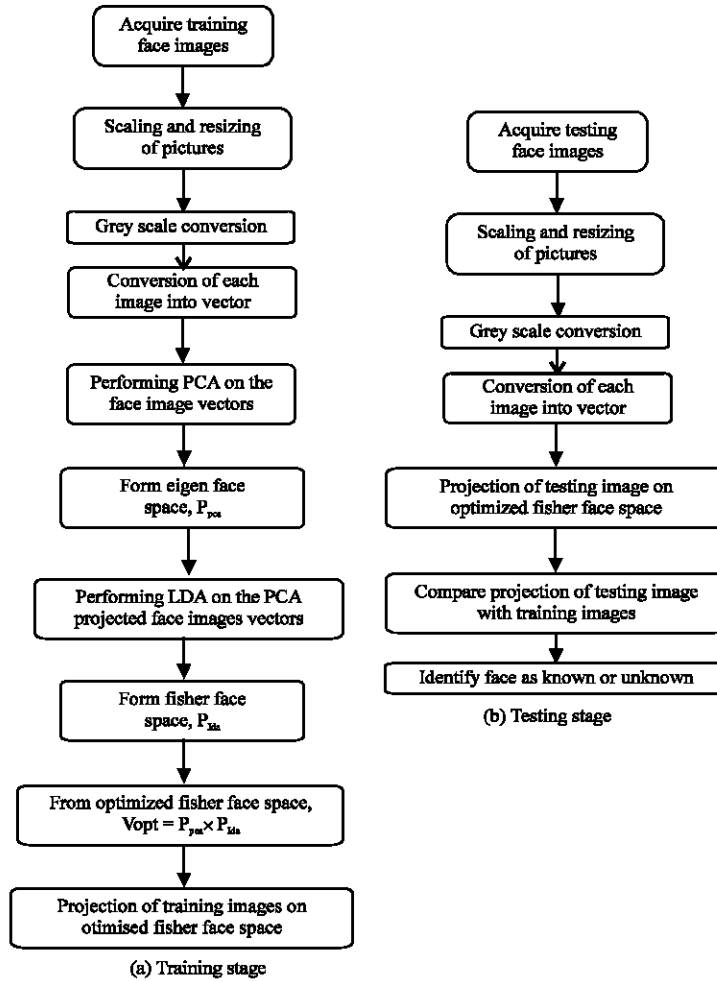 Acquire training
face images
Scaling and resizing
of pictures
Grey scale conversion
Conversion of each
image into vector
Performing PCA on the
face image vectors
Form eigen face
space, P_pca
Performing LDA on the PCA
projected face images vectors
Form fisher face
space, P_lda
From optimized fisher face space,
Vopt = P_pca × P_lda
Projection of training images on
otimised fisher face space
(a) Training stage
Acquire testing
face images
Scaling and resizing
of pictures
Grey scale conversion
Conversion of each
image into vector
Projection of testing image on
optimized fisher face space
Compare projection of testing image
with training images
Identify face as known or unknown
(b) Testing stage